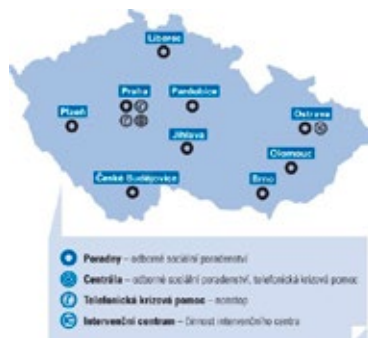 Liberec
Praha
Pardubice
Plzeň
Ostrava
Jihlava
Olomouc
České Budějovice
Brno
Poradny – odborné sociální poradenství
Centrála – odborné sociální poradenství, telefonická krizová pomoc
Telefonická krizová pomoc – nonstop
Intervenční centrum – činnost intervenčního centra